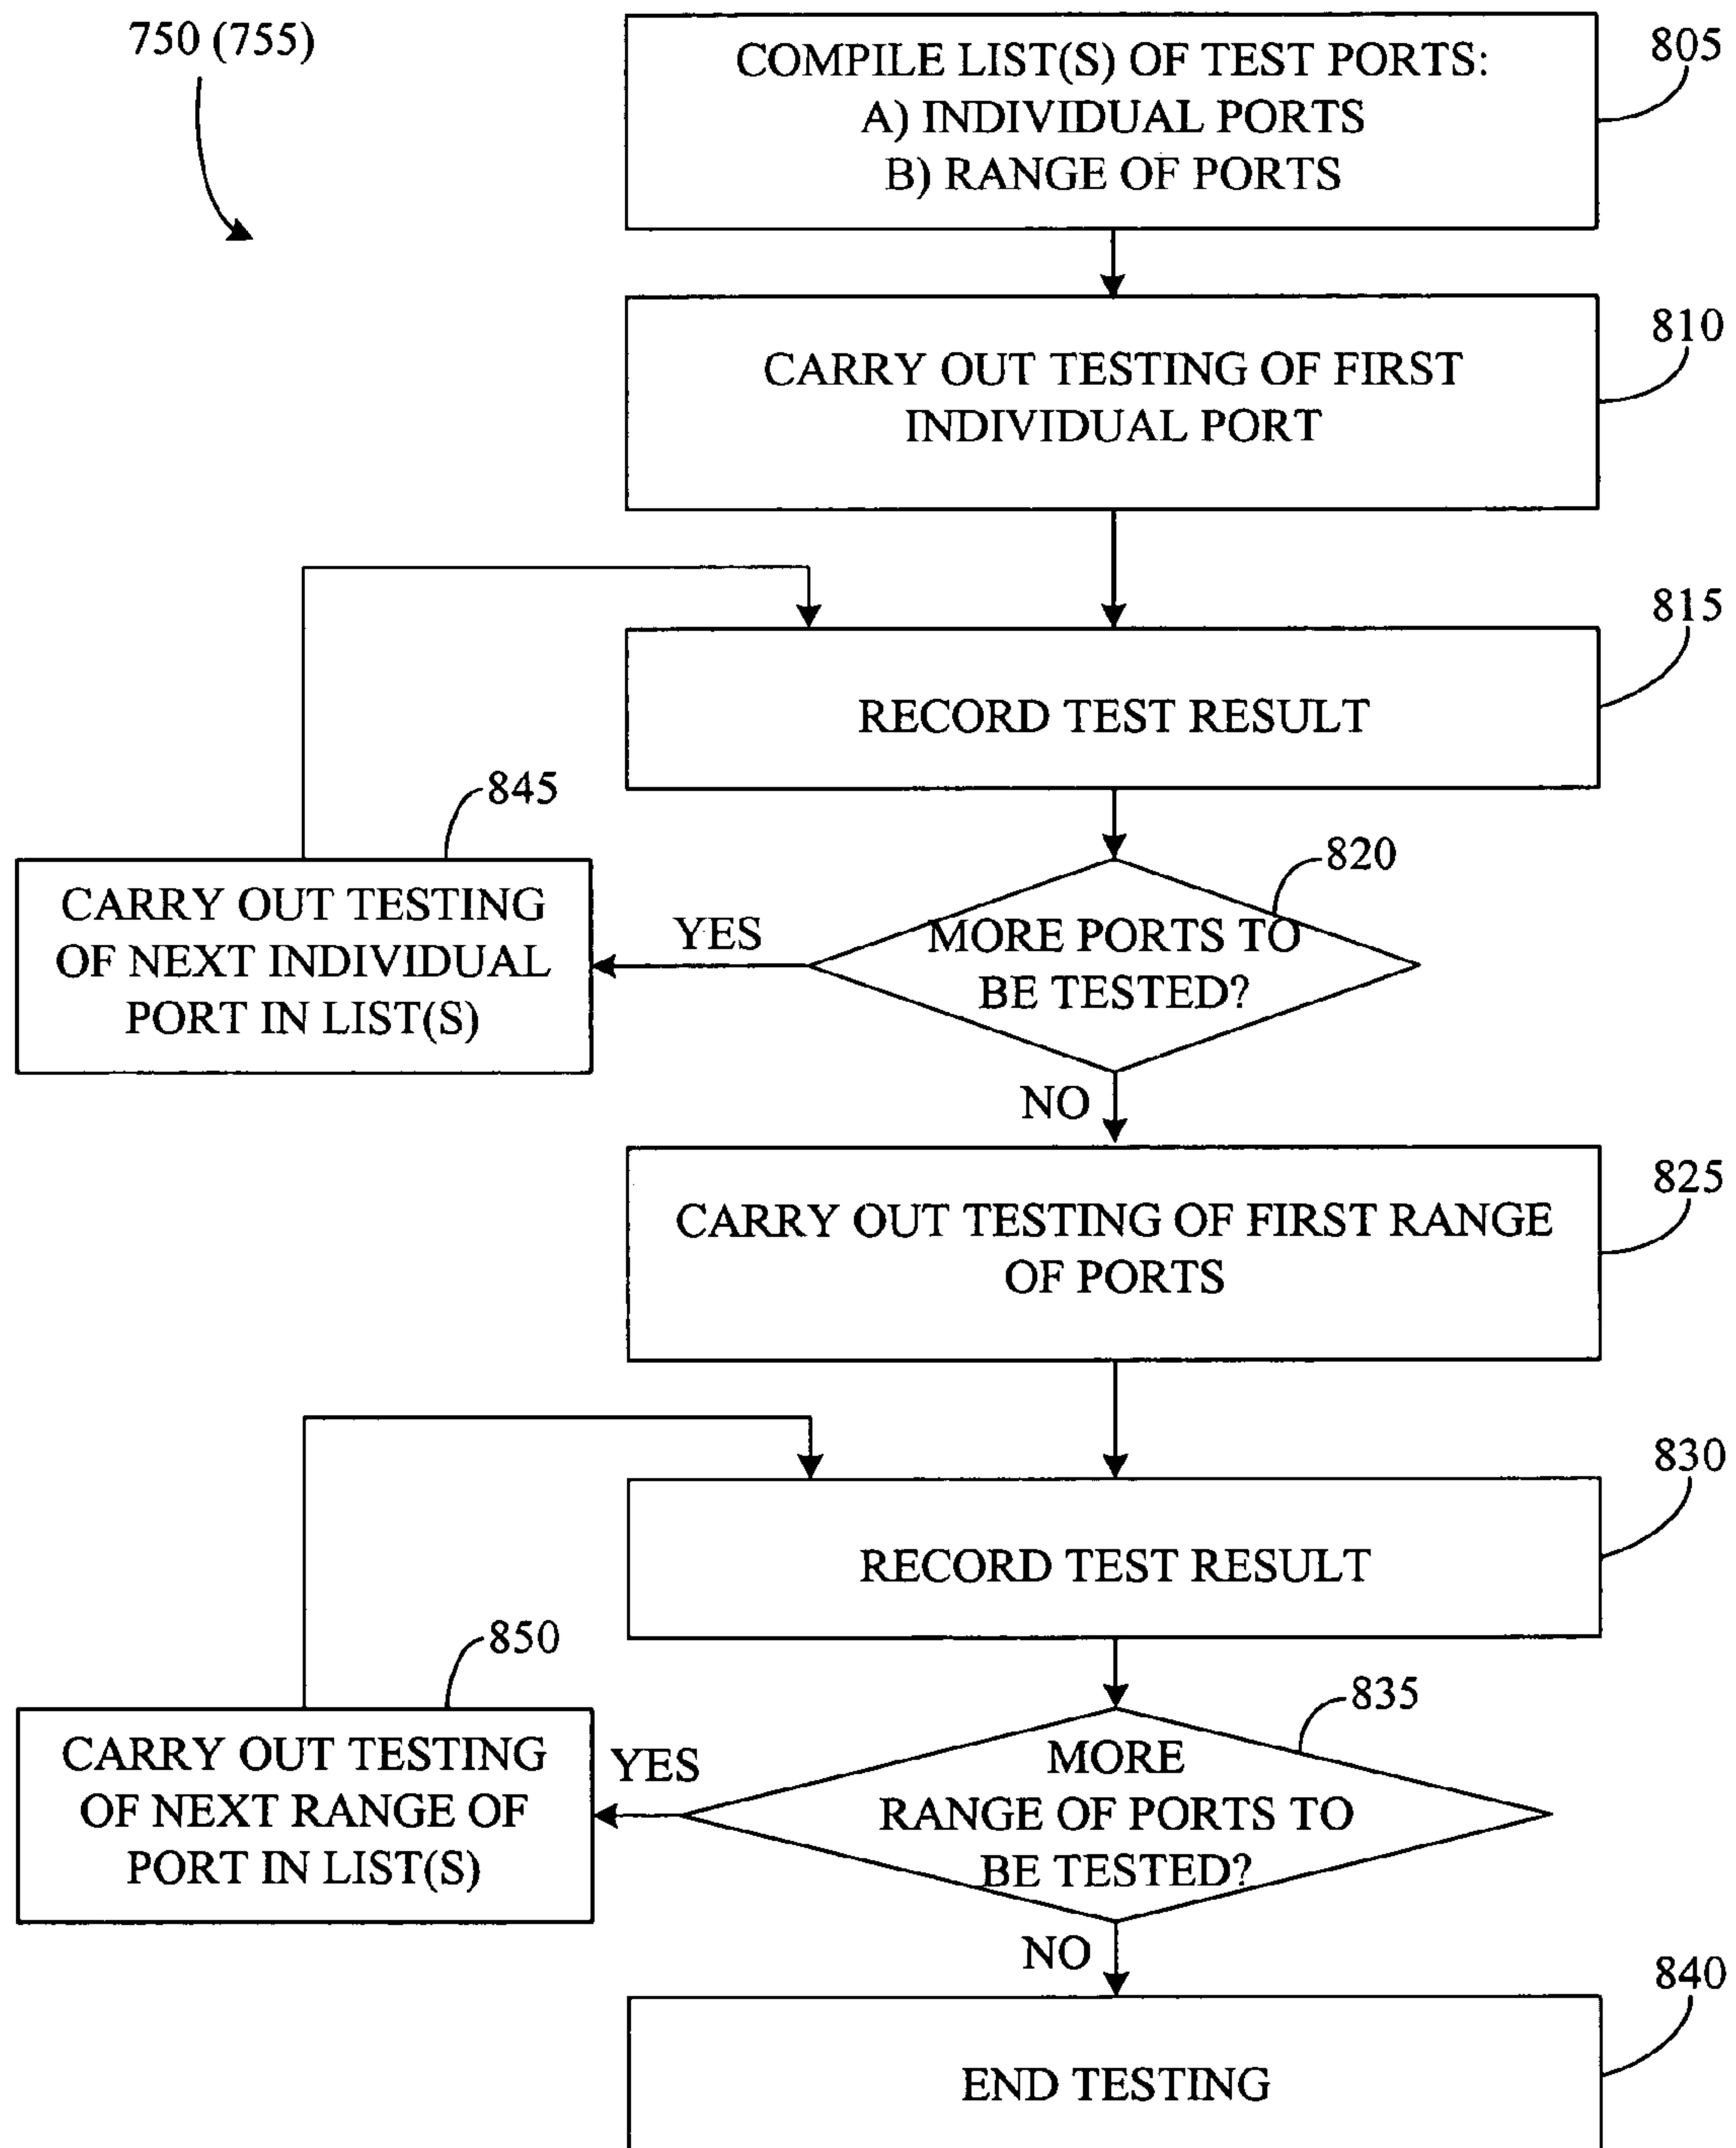 750 (755)
COMPILE LIST(S) OF TEST PORTS:
A) INDIVIDUAL PORTS
B) RANGE OF PORTS
805
CARRY OUT TESTING OF FIRST
INDIVIDUAL PORT
810
RECORD TEST RESULT
815
845
CARRY OUT TESTING
OF NEXT INDIVIDUAL
PORT IN LIST(S)
YES
820
MORE PORTS TO
BE TESTED?
NO
CARRY OUT TESTING OF FIRST RANGE
OF PORTS
825
RECORD TEST RESULT
830
850
CARRY OUT TESTING
OF NEXT RANGE OF
PORT IN LIST(S)
YES
835
MORE
RANGE OF PORTS TO
BE TESTED?
NO
END TESTING
840